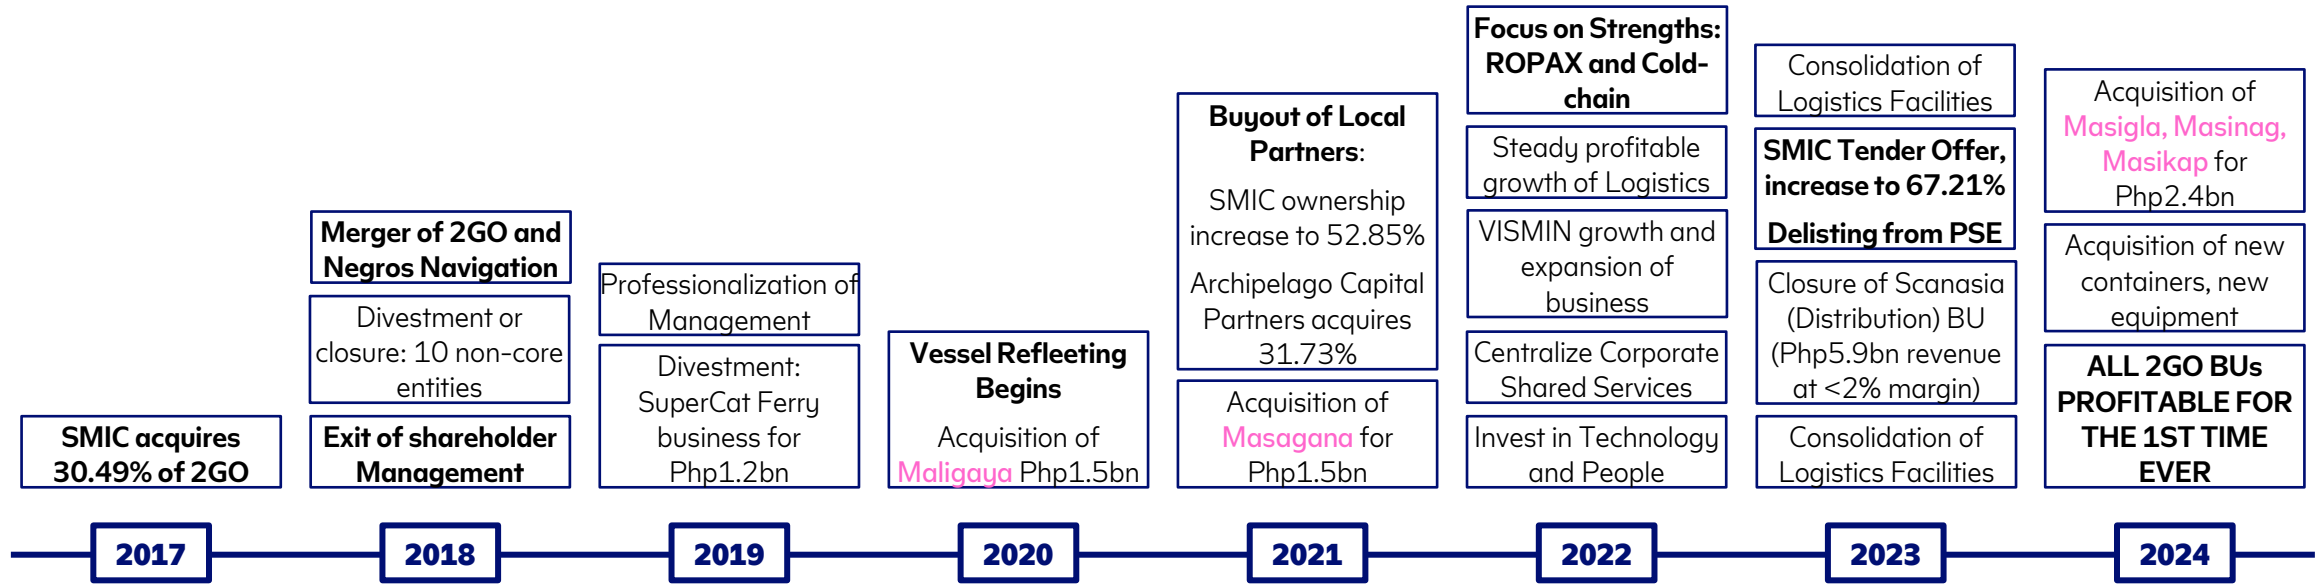 SMIC acquires
30.49% of 2GO
2017
Merger of 2GO and
Negros Navigation
Divestment or
closure: 10 non-core
entities
Exit of shareholder
Management
2018
Professionalization of
Management
Divestment:
SuperCat Ferry
business for
Php1.2bn
2019
Vessel Refleeting
Begins
Acquisition of
Maligaya Php1.5bn
2020
Buyout of Local
Partners:
SMIC ownership
increase to 52.85%
Archipelago Capital
Partners acquires
31.73%
Acquisition of
Masagana for
Php1.5bn
2021
Focus on Strengths:
ROPAX and Cold-
chain
Steady profitable
growth of Logistics
VISMIN growth and
expansion of
business
Centralize Corporate
Shared Services
Invest in Technology
and People
2022
Consolidation of
Logistics Facilities
SMIC Tender Offer,
increase to 67.21%
Delisting from PSE
Closure of Scanasia
(Distribution) BU
(Php5.9bn revenue
at <2% margin)
Consolidation of
Logistics Facilities
2023
Acquisition of
Masigla, Masinag,
Masikap for
Php2.4bn
Acquisition of new
containers, new
equipment
ALL 2GO BUs
PROFITABLE FOR
THE 1ST TIME
EVER
2024